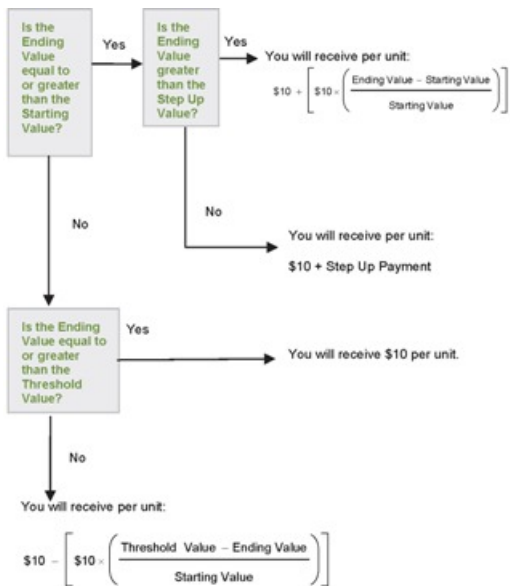 Is the
Ending
Value
equal to
or greater
than the
Starting
Value?
Yes
Is the
Ending
Value
greater
than the
Step Up
Value?
Yes
You will receive per unit:
$10 + [$10 × (Ending Value – Starting Value
Starting Value)]
No
No
You will receive per unit:
$10 + Step Up Payment
Is the Ending
Value equal to
or greater
than the
Threshold
Value?
Yes
You will receive $10 per unit.
No
You will receive per unit:
$10 – [$10 × (Threshold Value – Ending Value
Starting Value)]